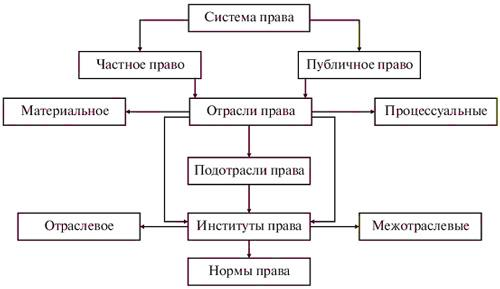 Система права
Частное право
Публичное право
Материальное
Отрасли права
Процессуальные
Подотрасли права
Отраслевое
Институты права
Межотраслевые
Нормы права